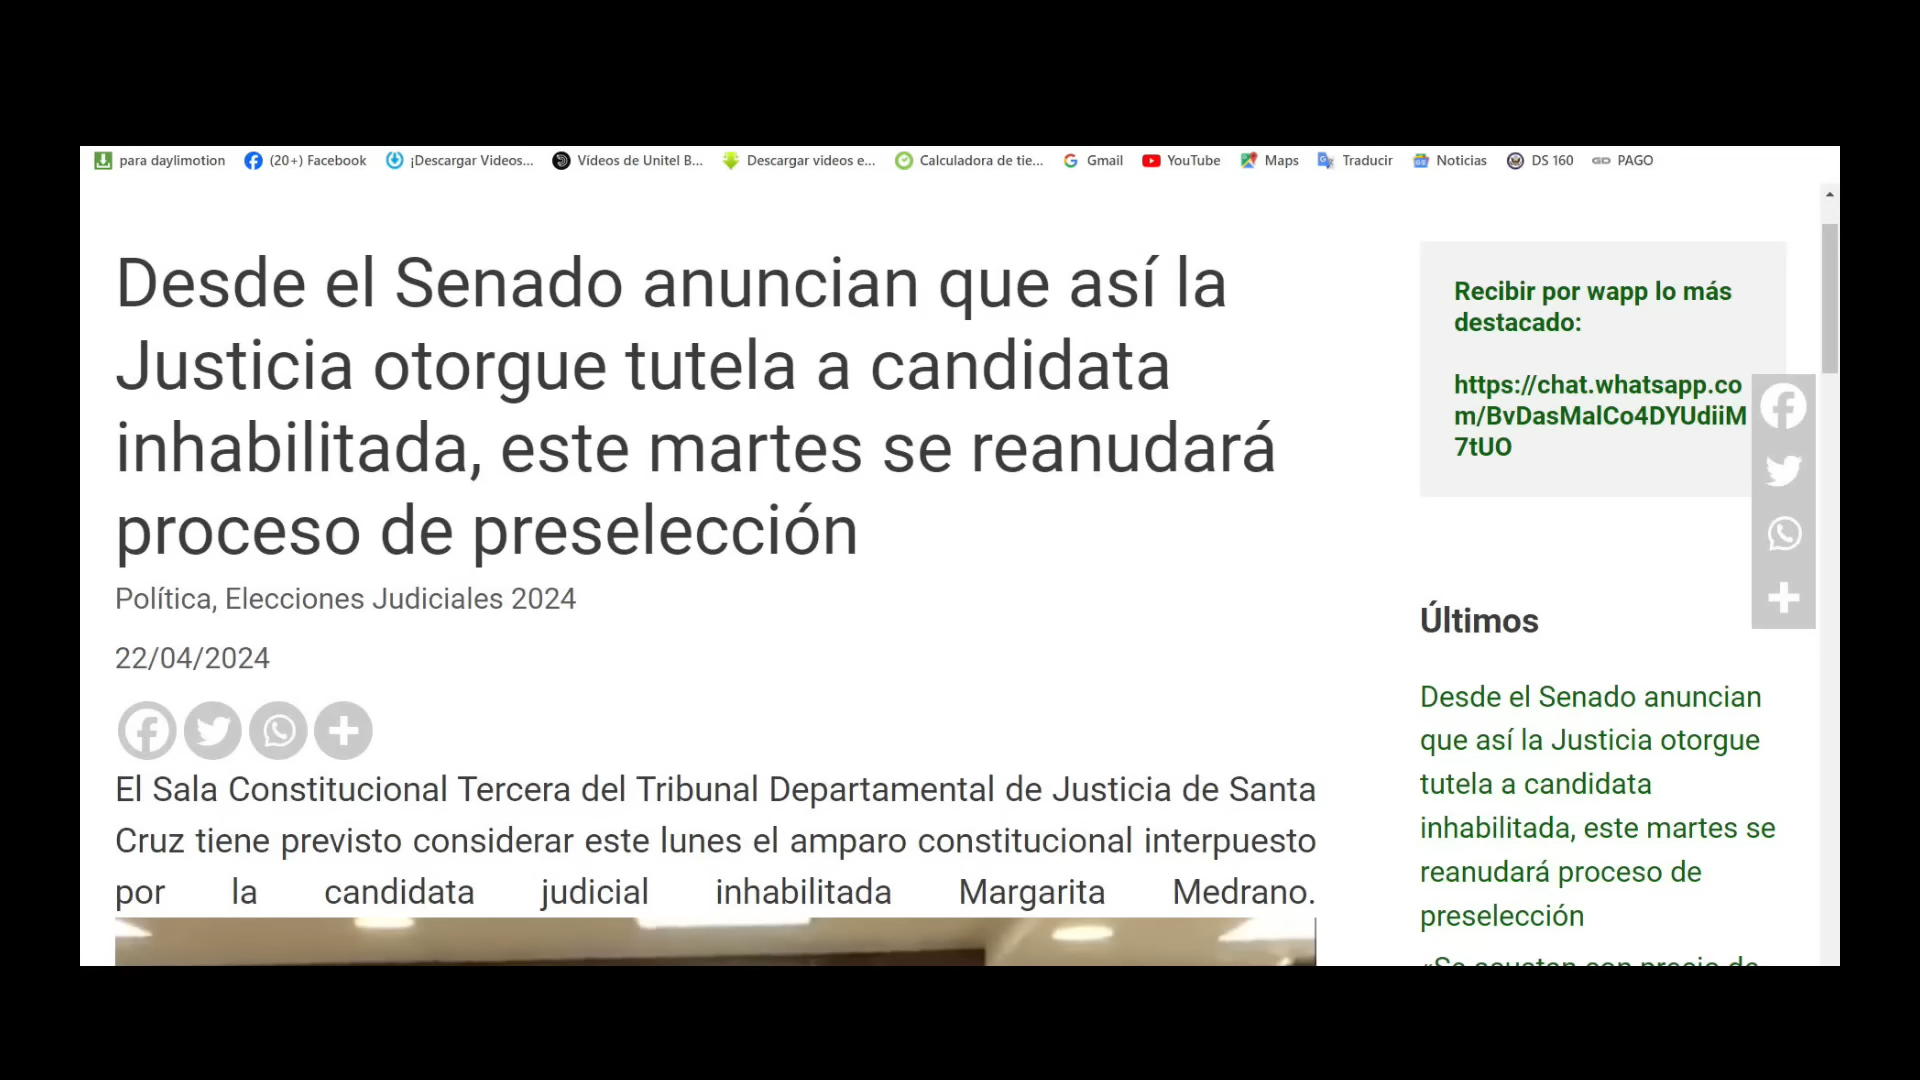 para daylimotion
(20+) Facebook
¡Descargar Videos...
Vídeos de Unitel B...
Descargar videos e...
Calculadora de tie...
Gmail
YouTube
Maps
Traducir
Noticias
DS 160
PAGO
Desde el Senado anuncian que así la
Justicia otorgue tutela a candidata
inhabilitada, este martes se reanudará
proceso de preselección
Política, Elecciones Judiciales 2024
22/04/2024
El Sala Constitucional Tercera del Tribunal Departamental de Justicia de Santa
Cruz tiene previsto considerar este lunes el amparo constitucional interpuesto
por la candidata judicial inhabilitada Margarita Medrano.
Recibir por wapp lo más
destacado:
https://chat.whatsapp.co
m/BvDasMalCo4DYUdiiM
7tUO
Últimos
Desde el Senado anuncian
que así la Justicia otorgue
tutela a candidata
inhabilitada, este martes se
reanudará proceso de
preselección